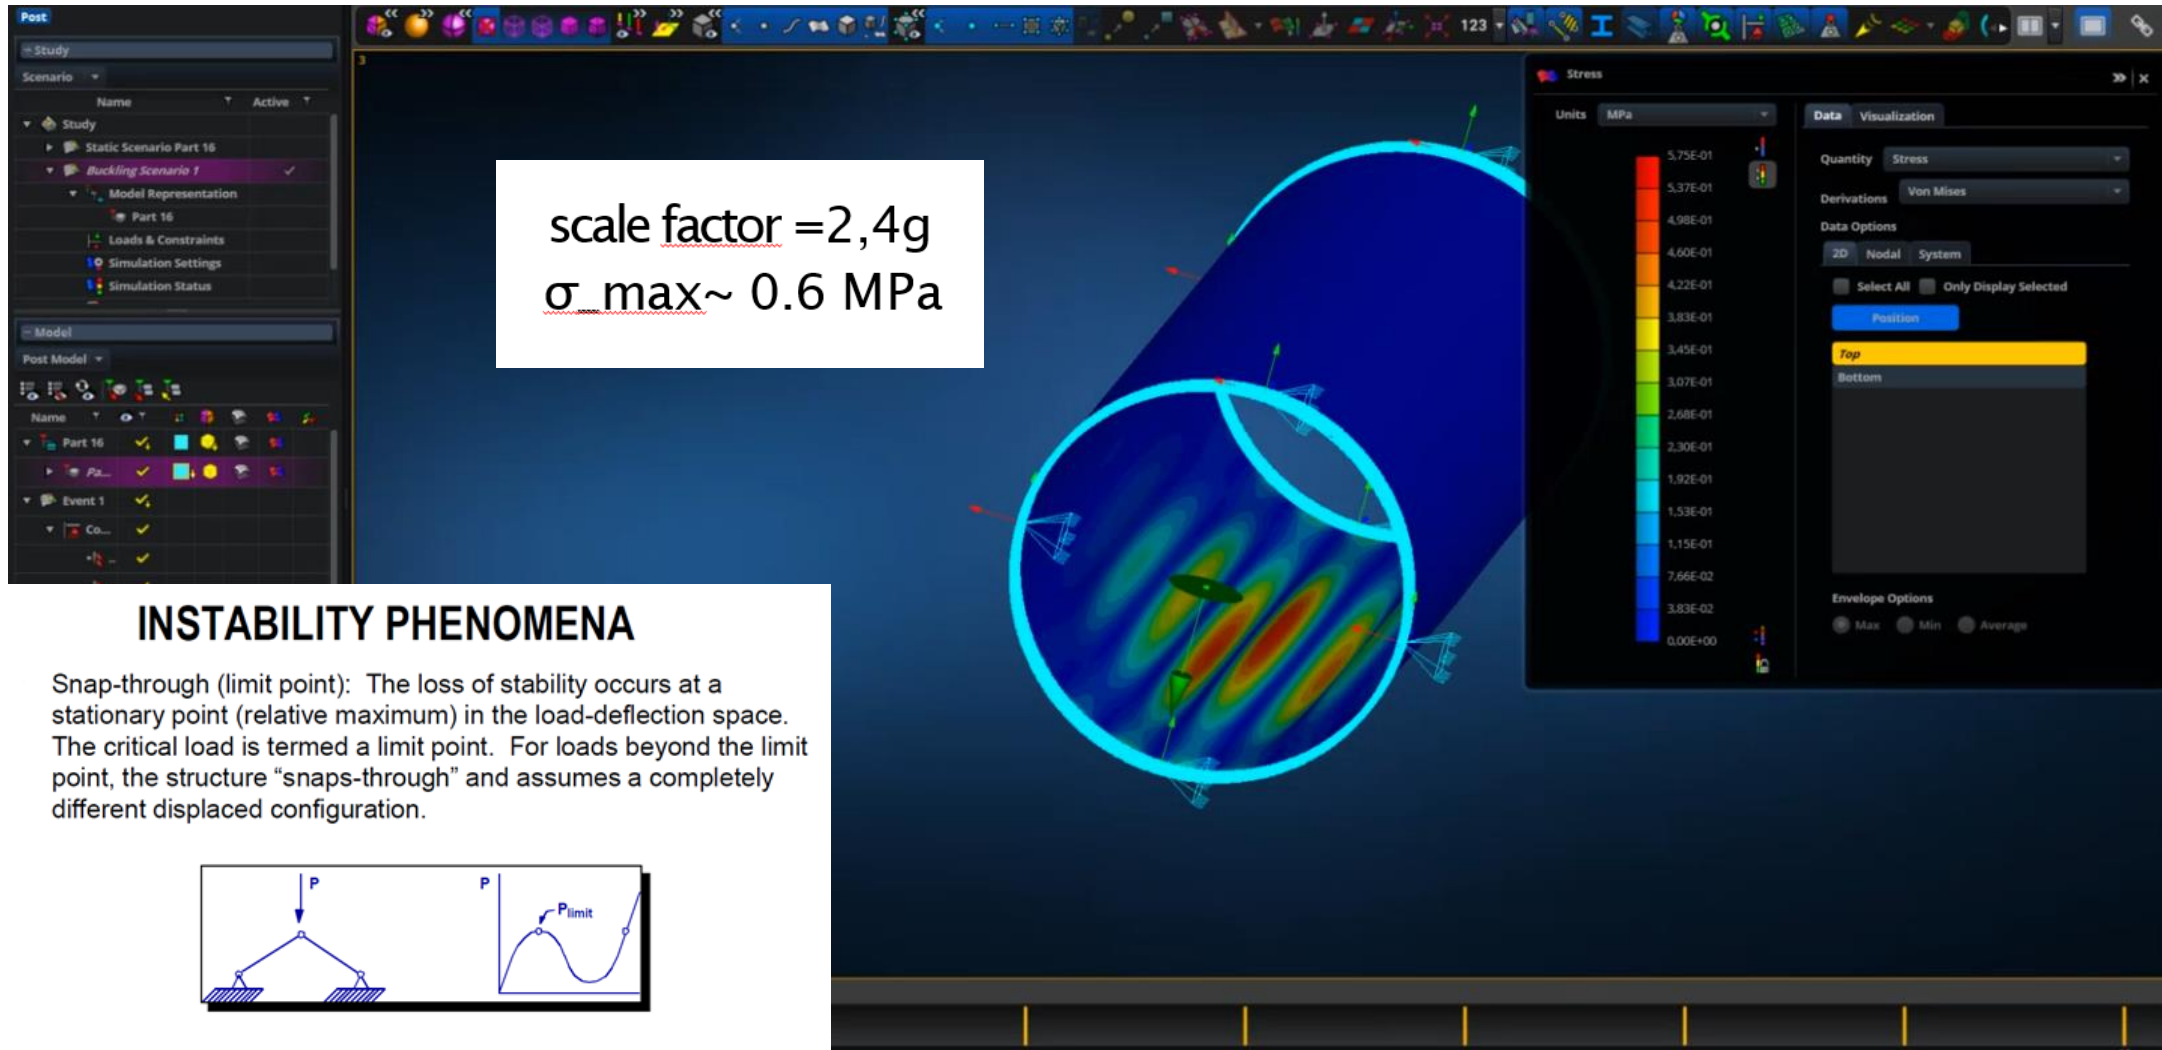 Post
Study
Scenario
Name Active
Study
Static Scenario Part 16
Buckling Scenario 1
Model Representation
Part 16
Loads & Constraints
Simulation Settings
Simulation Status
Model
Post Model
Name
Part 16
Pa...
Event 1
Co...
123
3
scale factor =2,4g
σ_max~ 0.6 MPa
Stress
Units MPa
5,75E-01
5,37E-01
4,98E-01
4,60E-01
4,22E-01
3,83E-01
3,45E-01
3,07E-01
2,68E-01
2,30E-01
1,92E-01
1,53E-01
1,15E-01
7,66E-02
3,83E-02
0,00E+00
Data Visualization
Quantity Stress
Derivations Von Mises
Data Options
2D Nodal System
Select All Only Display Selected
Position
Top
Bottom
Envelope Options
Max Min Average
INSTABILITY PHENOMENA
Snap-through (limit point): The loss of stability occurs at a
stationary point (relative maximum) in the load-deflection space.
The critical load is termed a limit point. For loads beyond the limit
point, the structure “snaps-through” and assumes a completely
different displaced configuration.
P
P
Plimit